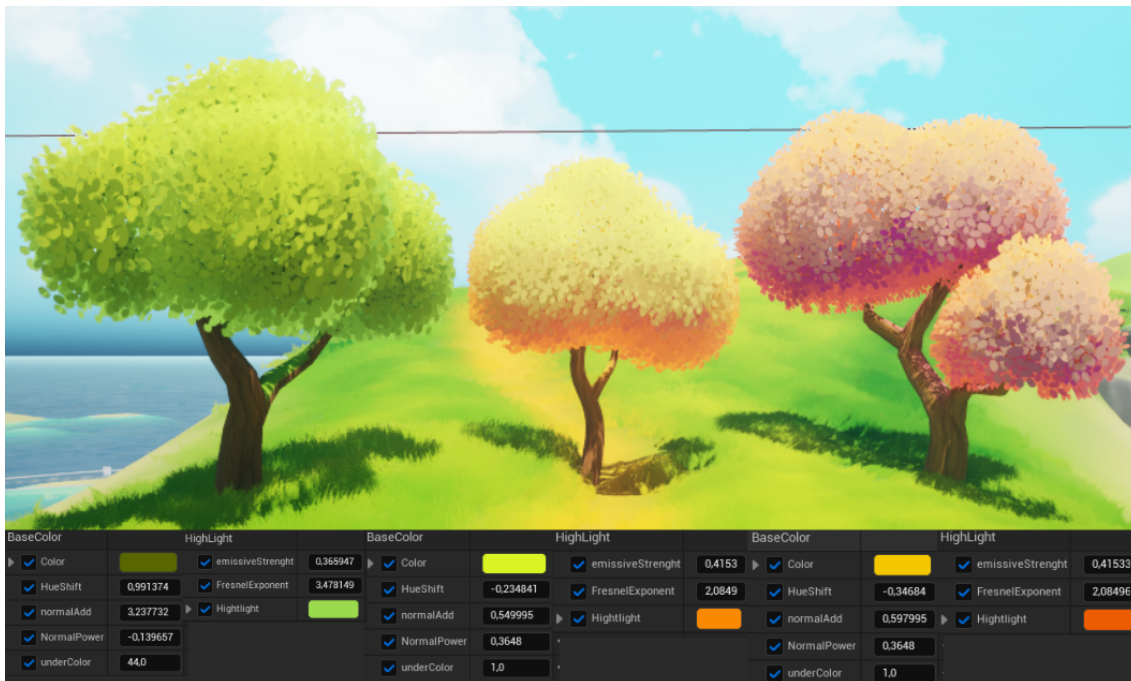 BaseColor
Color
HueShift 0,991374
normalAdd 3,237732
NormalPower -0,139657
underColor 44,0
HighLight
emissiveStrenght 0,365947
FresnelExponent 3,478149
Hightlight
BaseColor
Color
HueShift -0,234841
normalAdd 0,549995
NormalPower 0,3648
underColor 1,0
HighLight
emissiveStrenght 0,4153
FresnelExponent 2,0849
Hightlight
BaseColor
Color
HueShift -0,34684
normalAdd 0,597995
NormalPower 0,3648
underColor 1,0
HighLight
emissiveStrenght 0,41533
FresnelExponent 2,08496
Hightlight